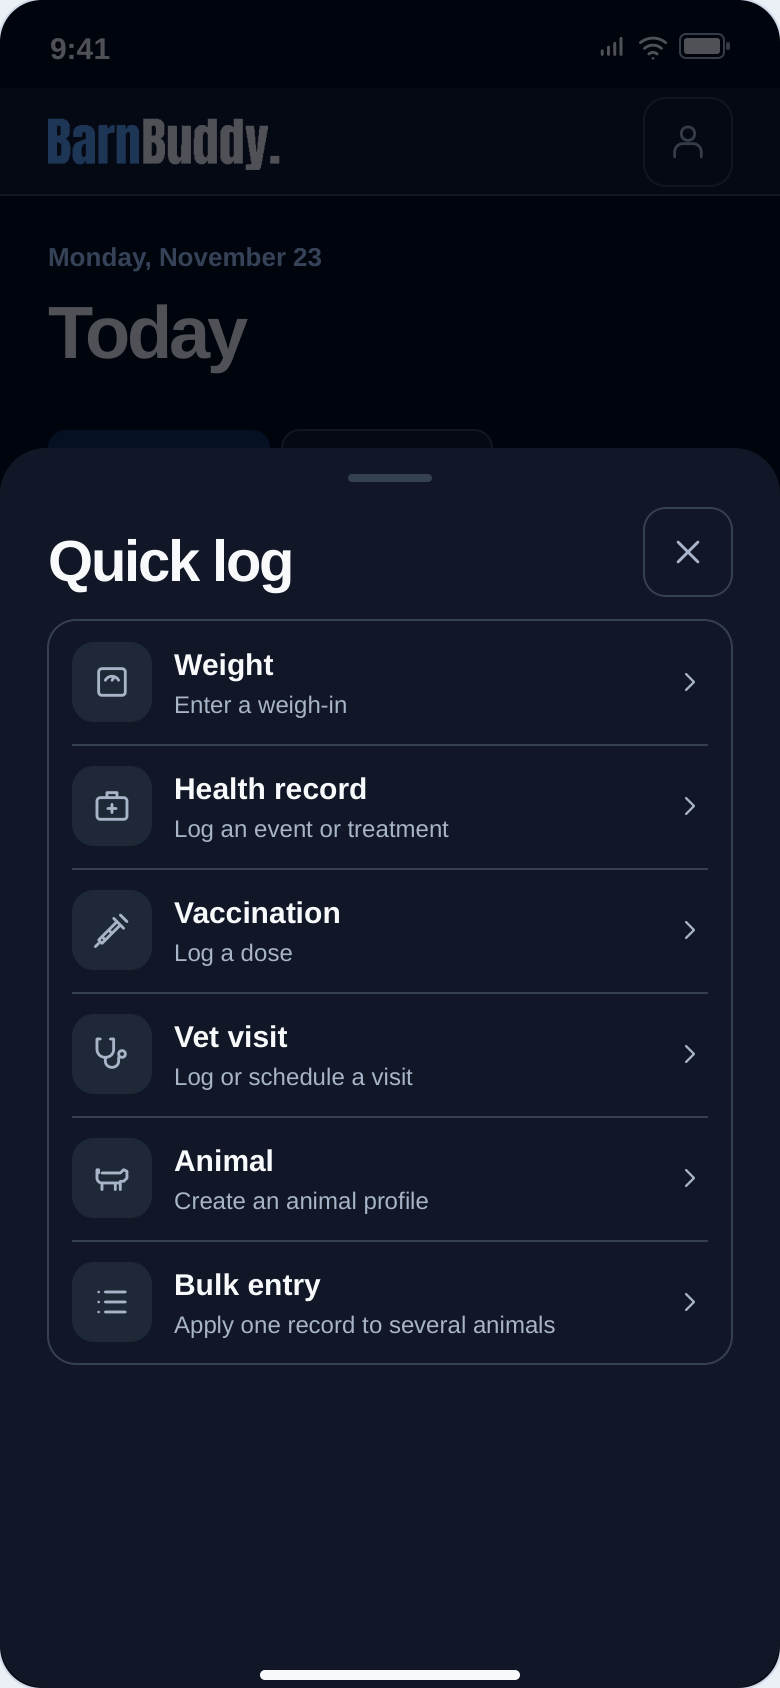 9:41
BarnBuddy.
Monday, November 23
Today
Quick log
Weight
Enter a weigh-in
Health record
Log an event or treatment
Vaccination
Log a dose
Vet visit
Log or schedule a visit
Animal
Create an animal profile
Bulk entry
Apply one record to several animals